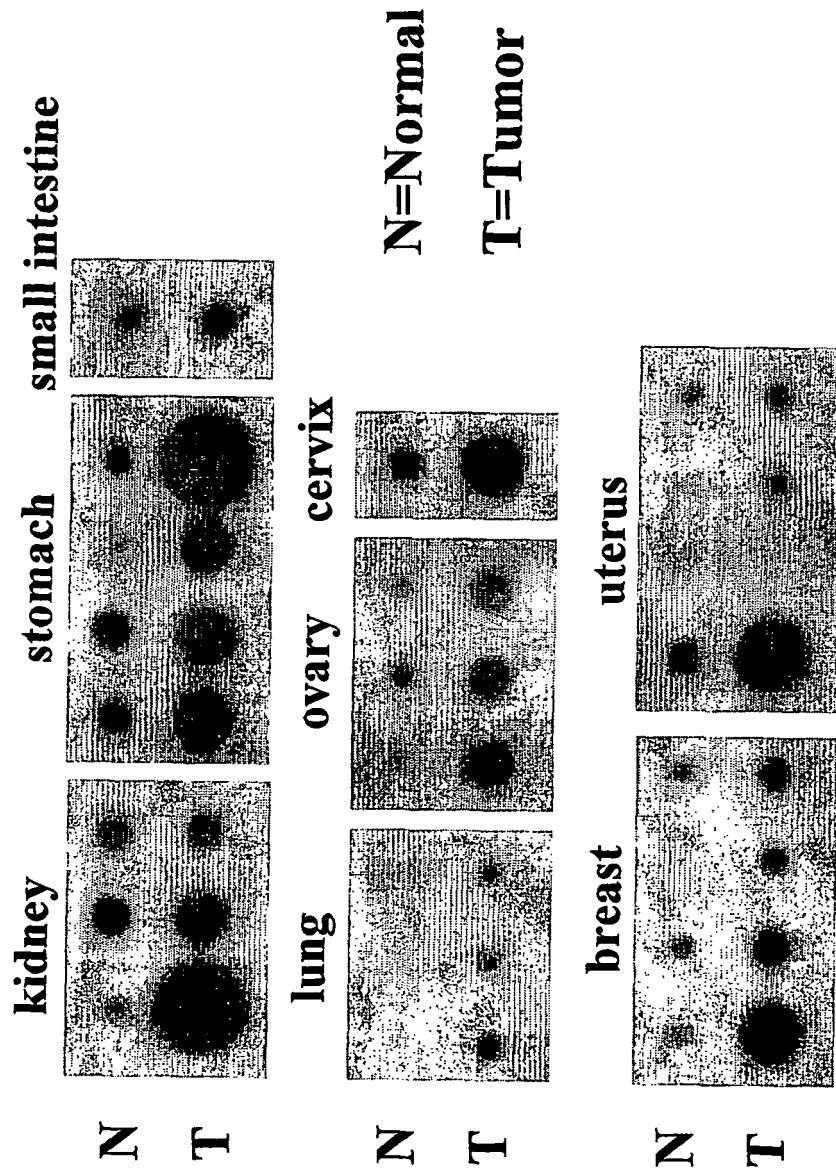 kidney stomach small intestine
N
T
lung ovary cervix
N
T
N=Normal
T=Tumor
breast uterus
N
T